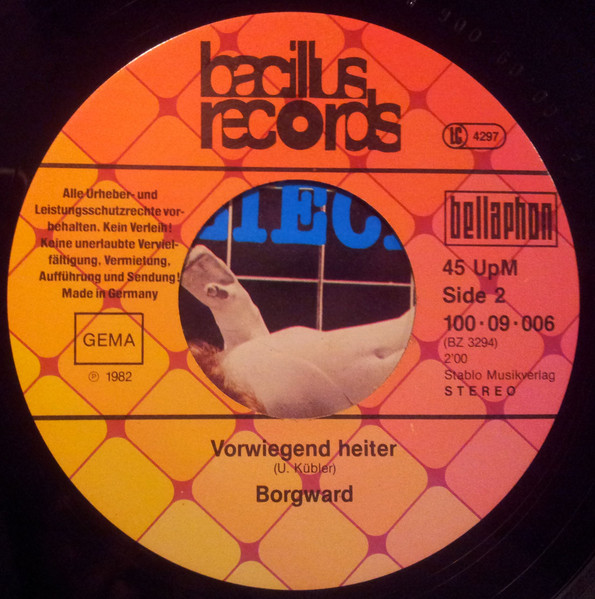 bacillus
records
LC 4297
Alle Urheber- und
Leistungsschutzrechte vor-
behalten. Kein Verleih!
Keine unerlaubte Verviel-
fältigung, Vermietung,
Aufführung und Sendung!
Made in Germany
GEMA
℗ 1982
bellaphon
45 UpM
Side 2
100·09·006
(BZ 3294)
2'00
Stablo Musikverlag
STEREO
Vorwiegend heiter
(U. Kübler)
Borgward